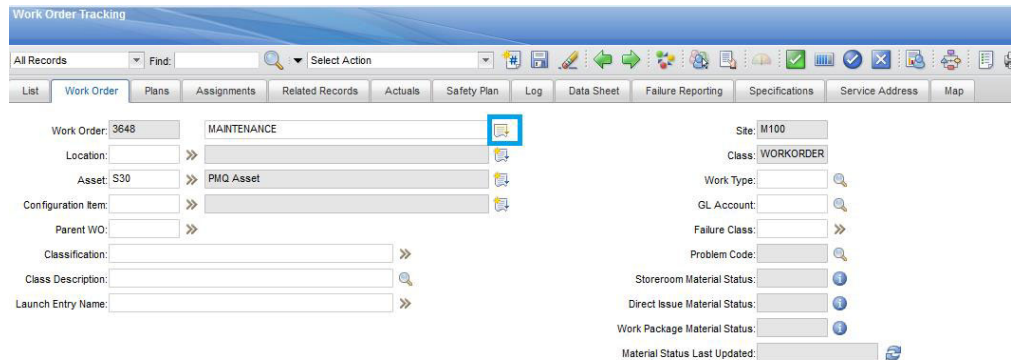 Work Order Tracking
All Records Find: Select Action
List Work Order Plans Assignments Related Records Actuals Safety Plan Log Data Sheet Failure Reporting Specifications Service Address Map
Work Order: 3648 MAINTENANCE Site: M100
Location: Class: WORKORDER
Asset: S30 PMQ Asset Work Type:
Configuration Item: GL Account:
Parent WO: Failure Class:
Classification: Problem Code:
Class Description: Storeroom Material Status:
Launch Entry Name: Direct Issue Material Status:
Work Package Material Status:
Material Status Last Updated: